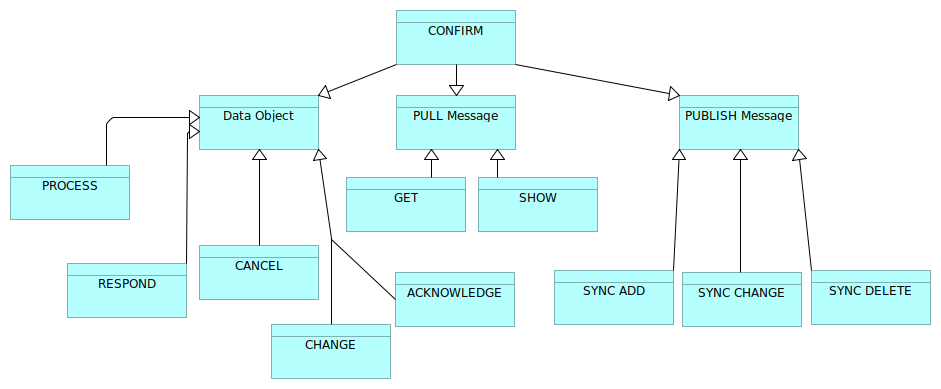 CONFIRM
Data Object
PULL Message
PUBLISH Message
PROCESS
GET
SHOW
CANCEL
RESPOND
ACKNOWLEDGE
SYNC ADD
SYNC CHANGE
SYNC DELETE
CHANGE